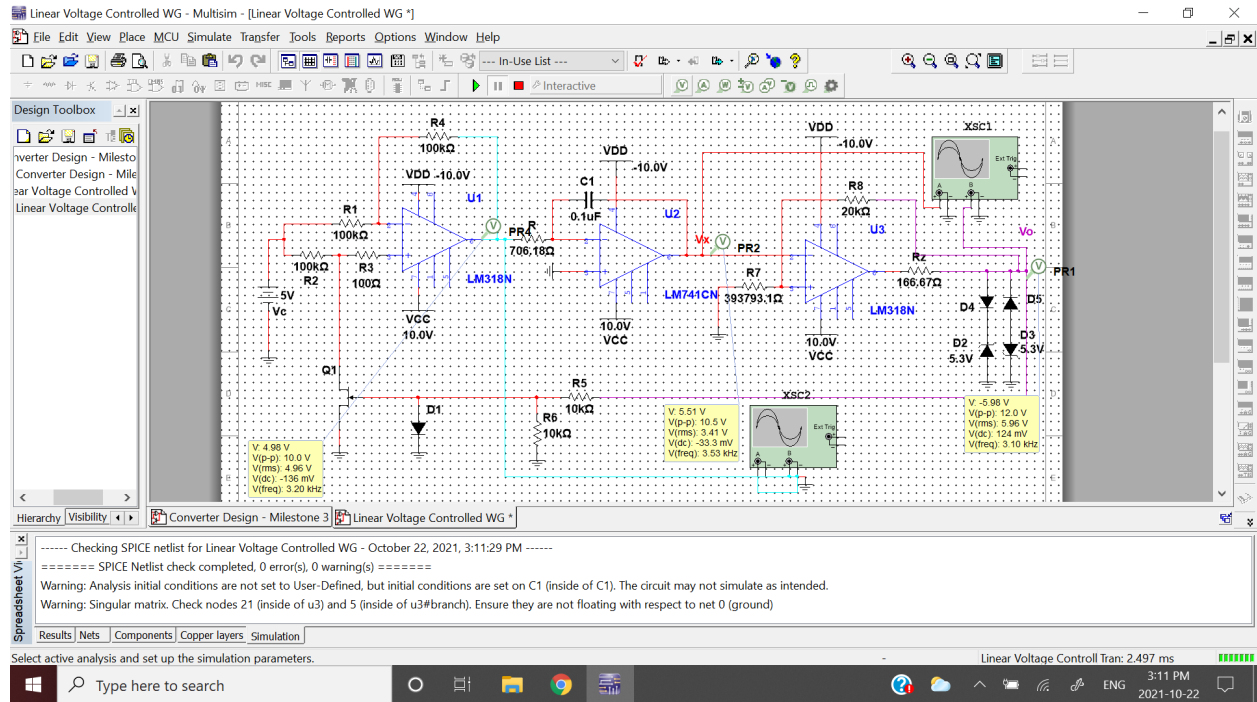 Linear Voltage Controlled WG - Multisim - [Linear Voltage Controlled WG *]
File Edit View Place MCU Simulate Transfer Tools Reports Options Window Help
--- In-Use List ---
Interactive
Design Toolbox
nverter Design - Milesto
Converter Design - Mile
ear Voltage Controlled V
Linear Voltage Controlle
Hierarchy Visibility
R4
100kΩ
VDD -10.0V
U1
R1
100kΩ
100kΩ
R2
R3
100Ω
5V
Vc
LM318N
VCC
10.0V
PR4
R
706.18Ω
C1
0.1uF
VDD
-10.0V
U2
LM741CN
10.0V
VCC
Vx
PR2
R7
393793.1Ω
VDD
-10.0V
R8
20kΩ
U3
LM318N
10.0V
VCC
Rz
166.67Ω
XSC1
Ext Trig
A B
Vo
PR1
D4
D5
D2
5.3V
D3
5.3V
Q1
D1
R5
10kΩ
R6
10kΩ
XSC2
Ext Trig
A B
V: 4.98 V
V(p-p): 10.0 V
V(rms): 4.96 V
V(dc): -136 mV
V(freq): 3.20 kHz
V: 5.51 V
V(p-p): 10.5 V
V(rms): 3.41 V
V(dc): -33.3 mV
V(freq): 3.53 kHz
V: -5.98 V
V(p-p): 12.0 V
V(rms): 5.96 V
V(dc): 124 mV
V(freq): 3.10 kHz
Converter Design - Milestone 3
Linear Voltage Controlled WG *
Spreadsheet Vi
------ Checking SPICE netlist for Linear Voltage Controlled WG - October 22, 2021, 3:11:29 PM ------
======= SPICE Netlist check completed, 0 error(s), 0 warning(s) =======
Warning: Analysis initial conditions are not set to User-Defined, but initial conditions are set on C1 (inside of C1). The circuit may not simulate as intended.
Warning: Singular matrix. Check nodes 21 (inside of u3) and 5 (inside of u3#branch). Ensure they are not floating with respect to net 0 (ground)
Results Nets Components Copper layers Simulation
Select active analysis and set up the simulation parameters.
-
Linear Voltage Controll Tran: 2.497 ms
Type here to search
ENG
3:11 PM
2021-10-22